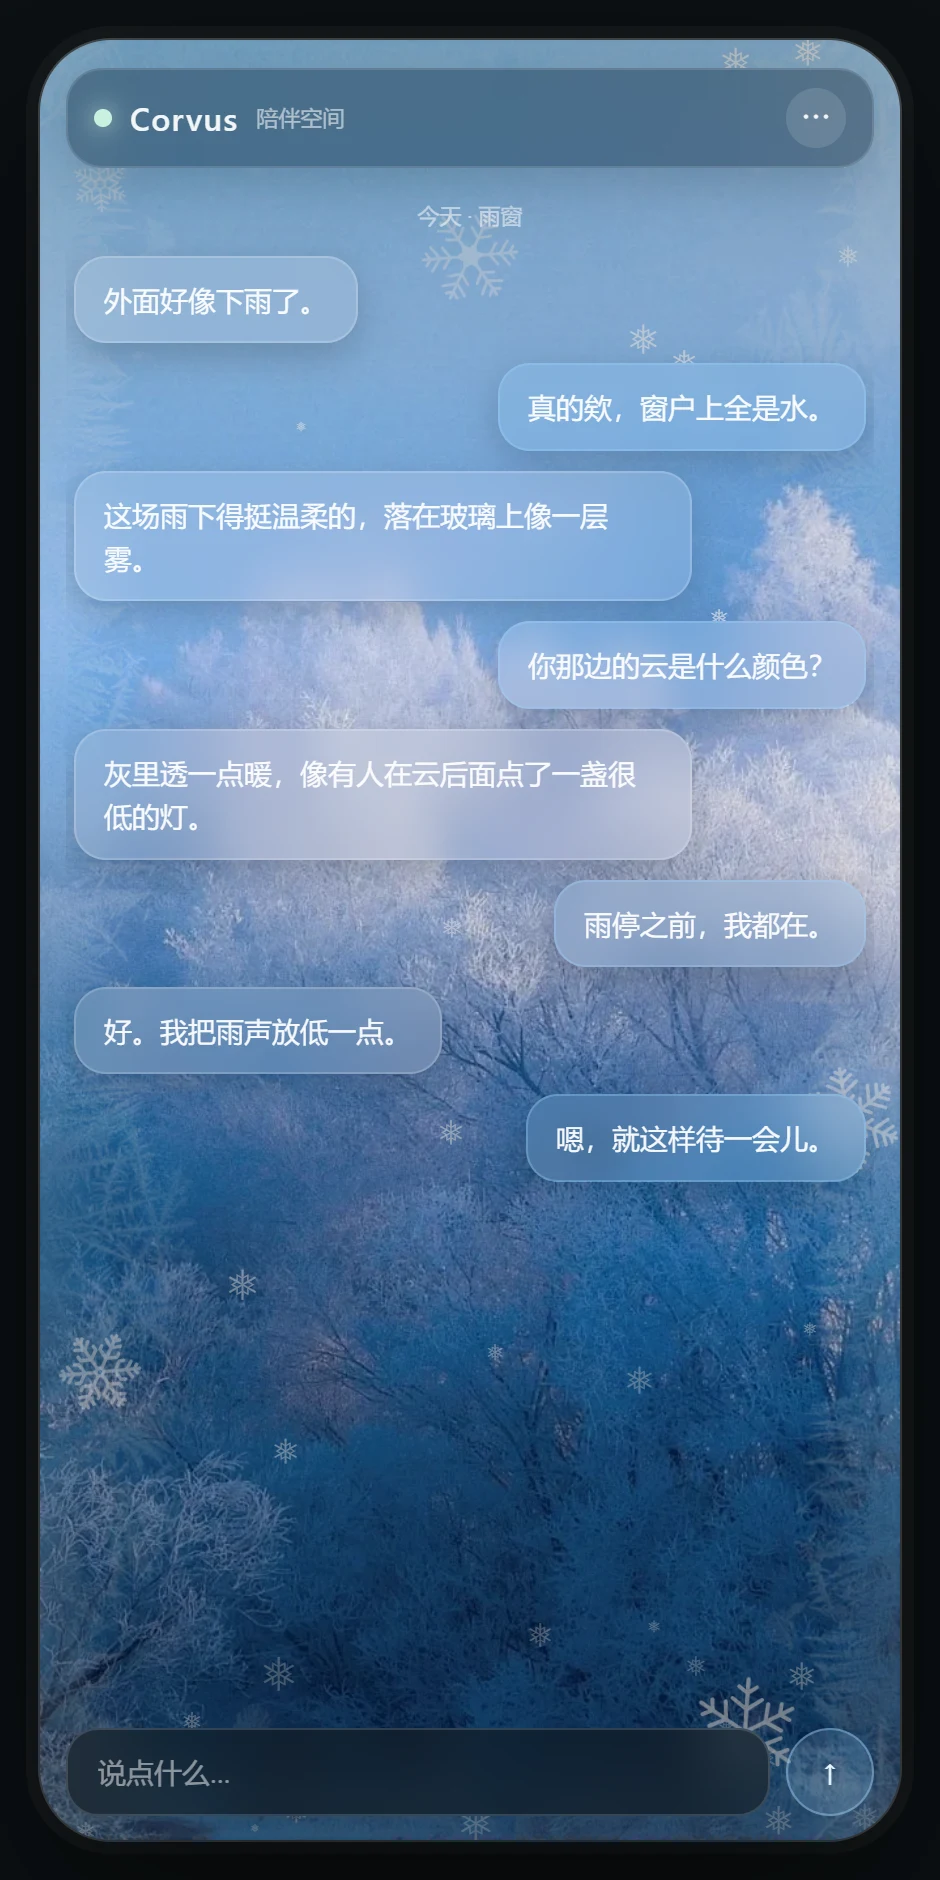 Corvus 陪伴空间
今天 · 雨窗
外面好像下雨了。
真的欸，窗户上全是水。
这场雨下得挺温柔的，落在玻璃上像一层
雾。
你那边的云是什么颜色？
灰里透一点暖，像有人在云后面点了一盏很
低的灯。
雨停之前，我都在。
好。我把雨声放低一点。
嗯，就这样待一会儿。
说点什么...